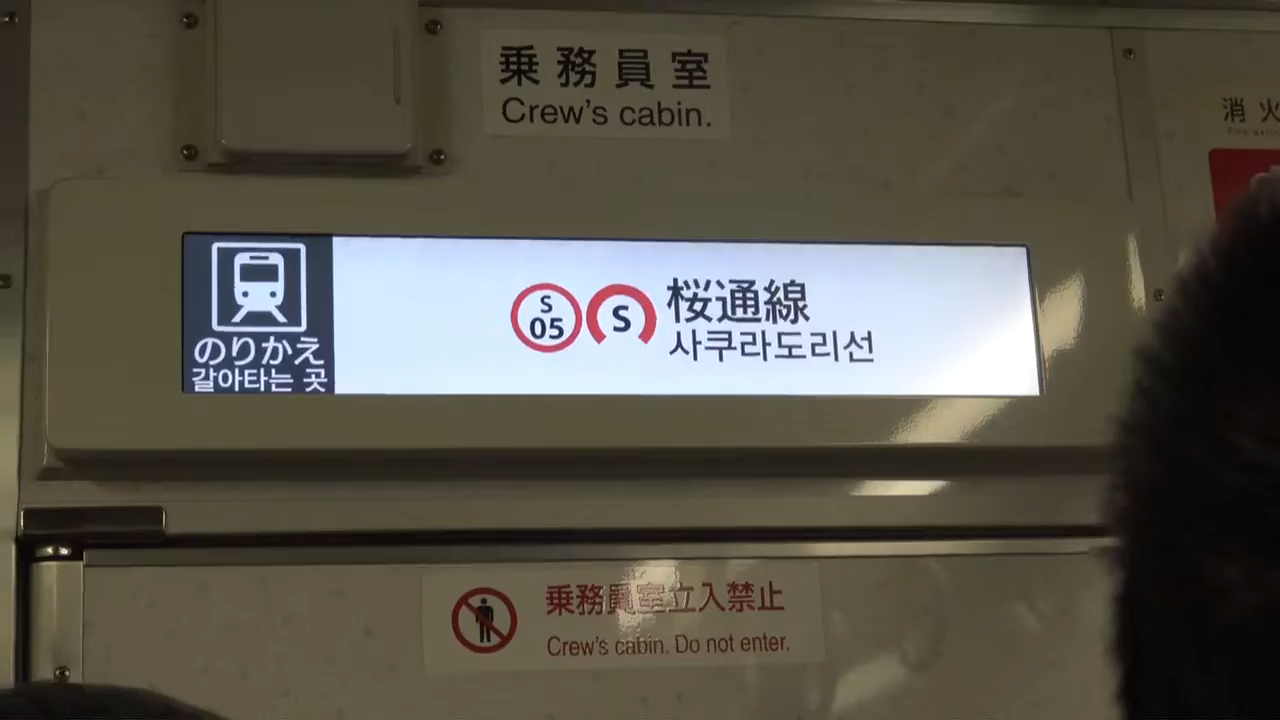 乗務員室
Crew's cabin.
消火
のりかえ
갈아타는 곳
S
05
S
桜通線
사쿠라도리선
乗務員室立入禁止
Crew's cabin. Do not enter.